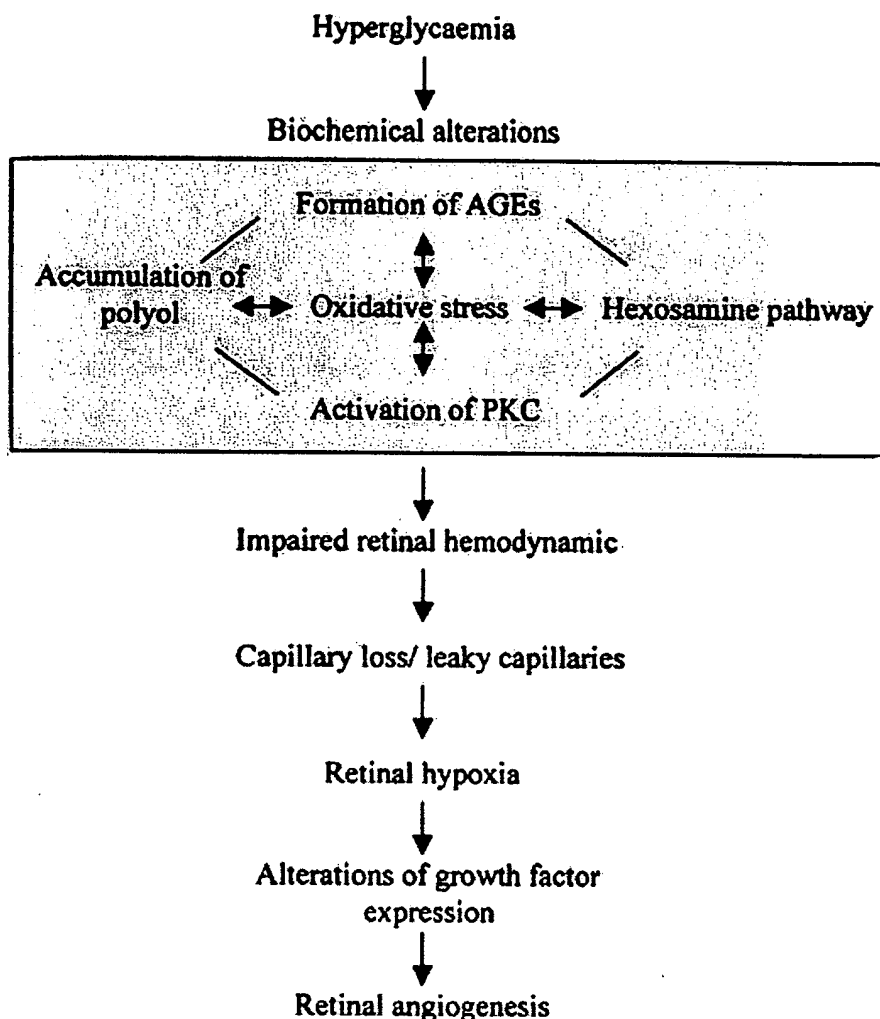 Hyperglycaemia
Biochemical alterations
Formation of AGEs
Accumulation of
polyol
Oxidative stress
Hexosamine pathway
Activation of PKC
Impaired retinal hemodynamic
Capillary loss/ leaky capillaries
Retinal hypoxia
Alterations of growth factor
expression
Retinal angiogenesis